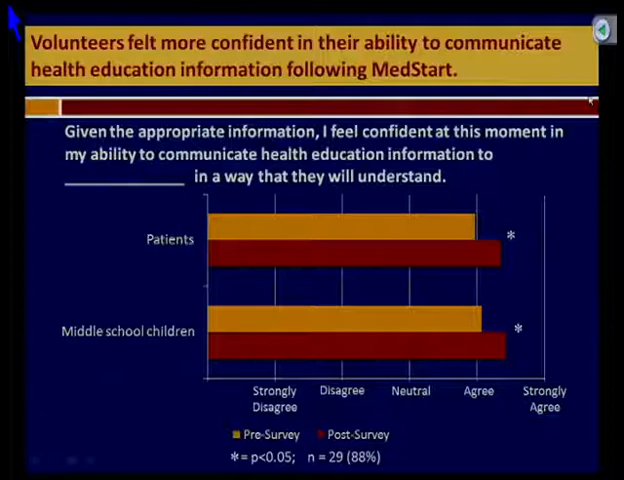 Volunteers felt more confident in their ability to communicate
health education information following MedStart.
Given the appropriate information, I feel confident at this moment in
my ability to communicate health education information to
____________ in a way that they will understand.
Patients
*
Middle school children
*
Strongly Disagree Neutral Agree Strongly
Disagree Agree
Pre-Survey Post-Survey
*= p<0.05; n = 29 (88%)